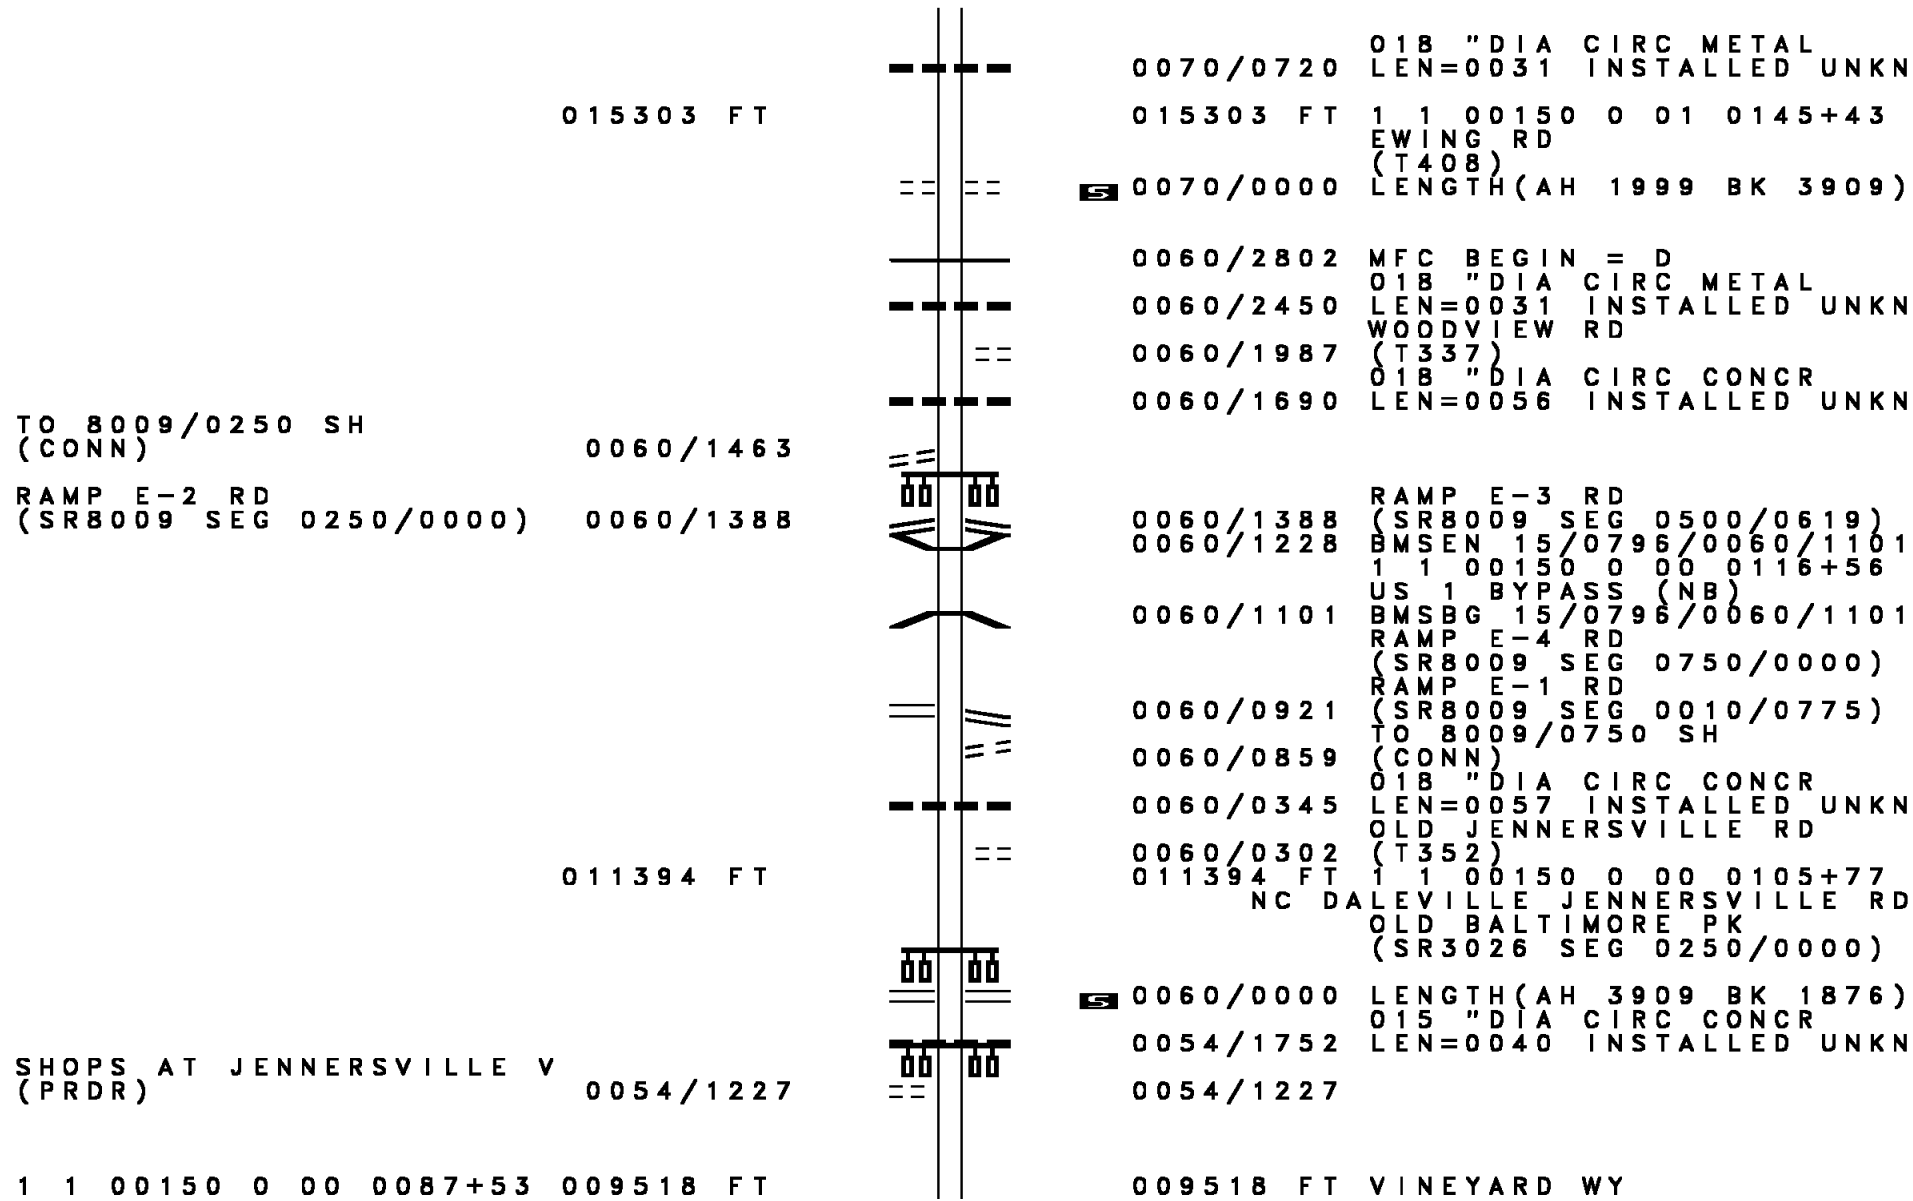 018 "DIA CIRC METAL
0070/0720 LEN=0031 INSTALLED UNKN
015303 FT 015303 FT 1 1 00150 0 01 0145+43
EWING RD
(T408)
S 0070/0000 LENGTH(AH 1999 BK 3909)
0060/2802 MFC BEGIN = D
018 "DIA CIRC METAL
0060/2450 LEN=0031 INSTALLED UNKN
WOODVIEW RD
0060/1987 (T337)
018 "DIA CIRC CONCR
0060/1690 LEN=0056 INSTALLED UNKN
TO 8009/0250 SH
(CONN) 0060/1463
RAMP E-2 RD RAMP E-3 RD
(SR8009 SEG 0250/0000) 0060/1388 0060/1388 (SR8009 SEG 0500/0619)
0060/1228 BMSEN 15/0796/0060/1101
1 1 00150 0 00 0116+56
US 1 BYPASS (NB)
0060/1101 BMSBG 15/0796/0060/1101
RAMP E-4 RD
(SR8009 SEG 0750/0000)
RAMP E-1 RD
0060/0921 (SR8009 SEG 0010/0775)
TO 8009/0750 SH
0060/0859 (CONN)
018 "DIA CIRC CONCR
0060/0345 LEN=0057 INSTALLED UNKN
OLD JENNERSVILLE RD
0060/0302 (T352)
011394 FT 011394 FT 1 1 00150 0 00 0105+77
NC DALEVILLE JENNERSVILLE RD
OLD BALTIMORE PK
(SR3026 SEG 0250/0000)
S 0060/0000 LENGTH(AH 3909 BK 1876)
015 "DIA CIRC CONCR
0054/1752 LEN=0040 INSTALLED UNKN
SHOPS AT JENNERSVILLE V
(PRDR) 0054/1227 0054/1227
1 1 00150 0 00 0087+53 009518 FT 009518 FT VINEYARD WY